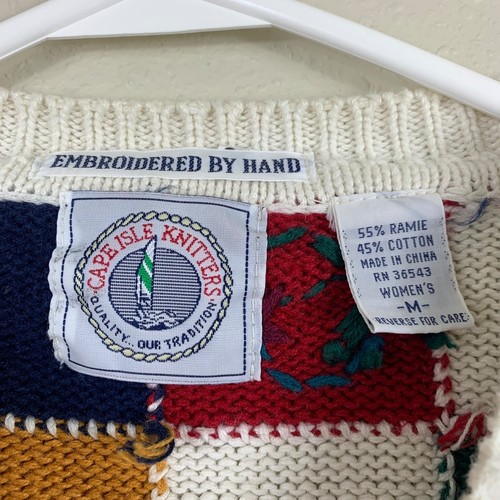 EMBROIDERED BY HAND
CAPE ISLE KNITTERS
QUALITY...OUR TRADITION
55% RAMIE
45% COTTON
MADE IN CHINA
RN 36543
WOMEN'S
-M-
REVERSE FOR CARE